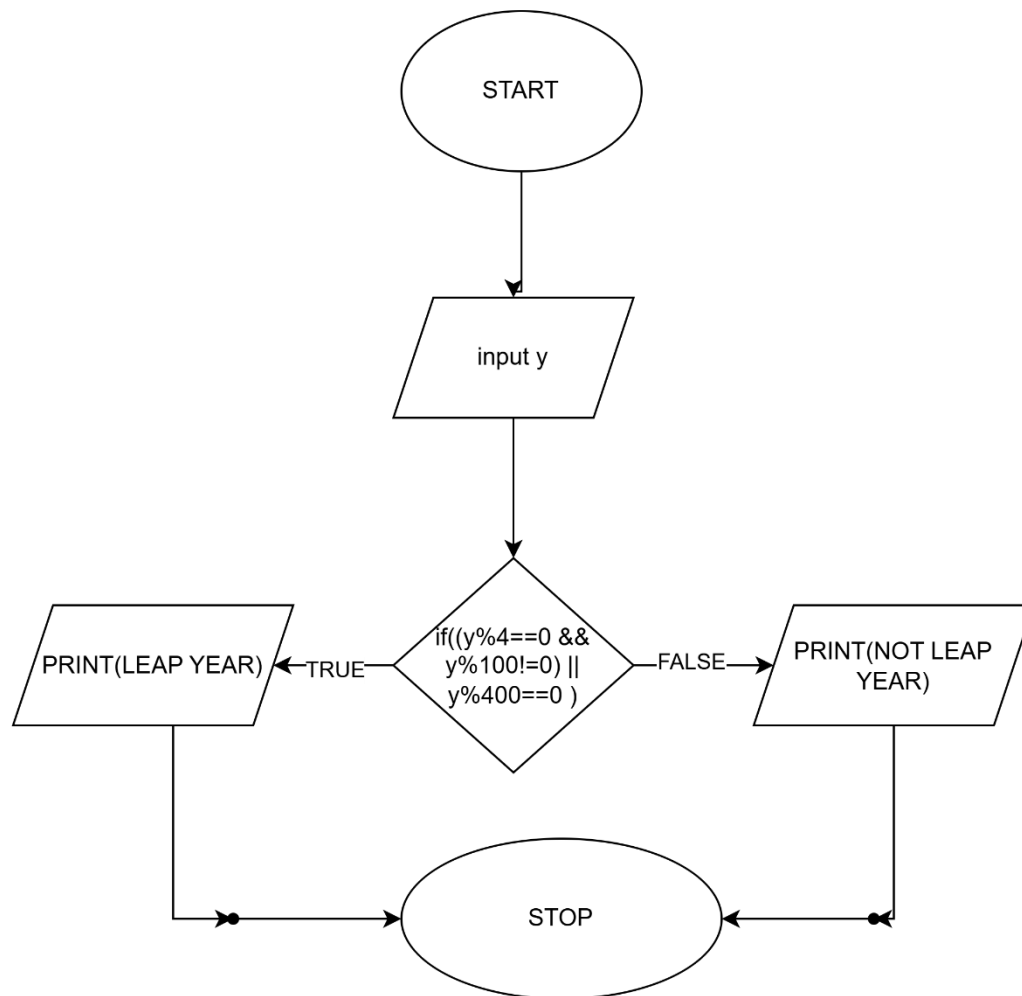 START
input y
if((y%4==0 &&
y%100!=0) ||
y%400==0 )
PRINT(LEAP YEAR)
TRUE
FALSE
PRINT(NOT LEAP
YEAR)
STOP